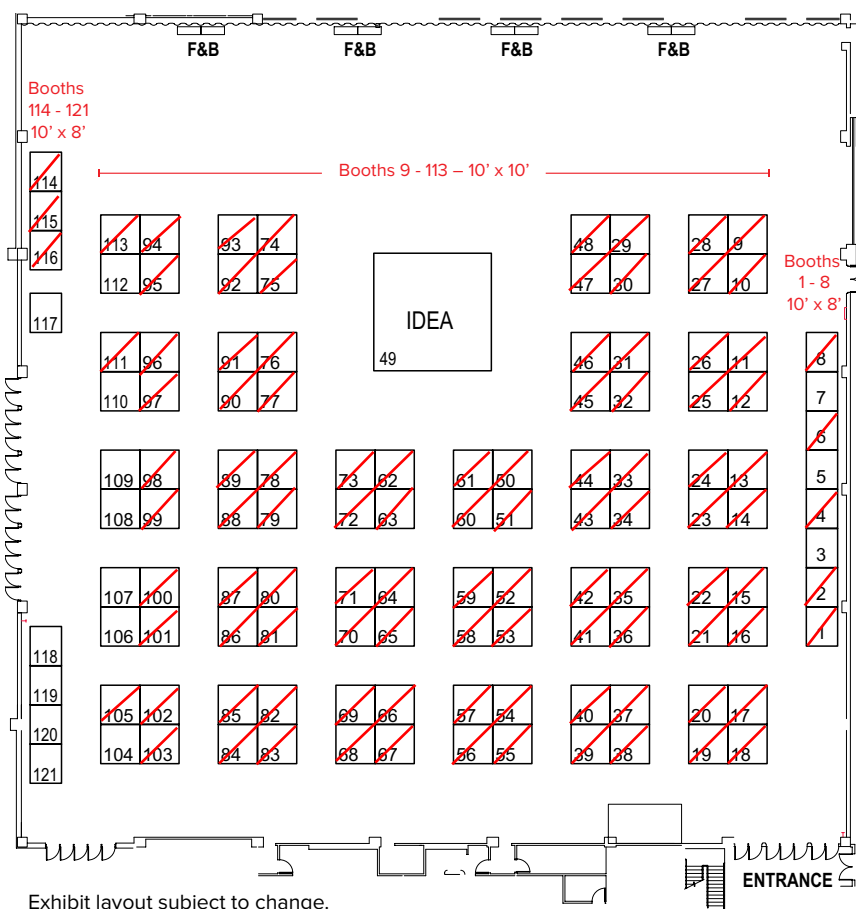 F&B F&B F&B F&B
Booths
114 - 121
10’ x 8’
Booths 9 - 113 – 10’ x 10’
114
115
116
117
113 94 93 74 48 29 28 9
112 95 92 75 47 30 27 10
Booths
1 - 8
10’ x 8’
IDEA
49
111 96 91 76 46 31 26 11 8
110 97 90 77 45 32 25 12 7
6
109 98 89 78 73 62 61 50 44 33 24 13 5
108 99 88 79 72 63 60 51 43 34 23 14 4
3
107 100 87 80 71 64 59 52 42 35 22 15 2
106 101 86 81 70 65 58 53 41 36 21 16 1
118
119
120
121
105 102 85 82 69 66 57 54 40 37 20 17
104 103 84 83 68 67 56 55 39 38 19 18
ENTRANCE
Exhibit layout subject to change.